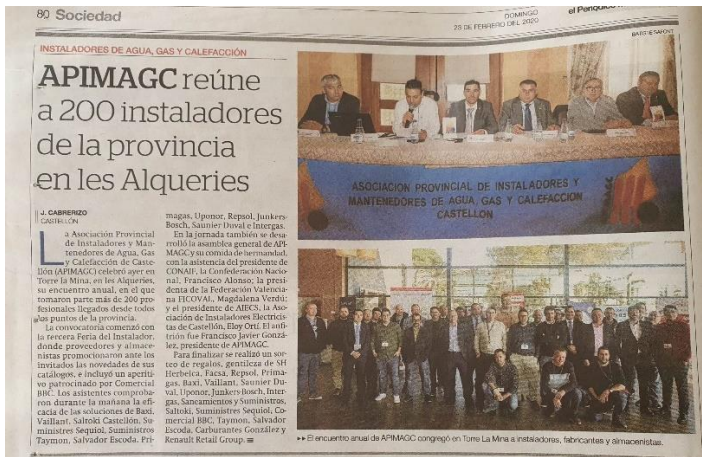 80 Sociedad
DOMINGO
23 DE FEBRERO DEL 2020
el Periódico
INSTALADORES DE AGUA, GAS Y CALEFACCIÓN
APIMAGC reúne
a 200 instaladores
de la provincia
en les Alqueries
J. CABRERIZO
CASTELLÓN
La Asociación Provincial
de Instaladores y Man-
tenedores de Agua, Gas
y Calefacción de Caste-
llón (APIMAGC) celebró ayer en
Torre la Mina, en les Alqueries,
su encuentro anual, en el que
tomaron parte más de 200 pro-
fesionales llegados desde todos
los puntos de la provincia.
La convocatoria comenzó con
la tercera Feria del Instalador,
donde proveedores y almace-
nistas promocionaron ante los
invitados las novedades de sus
catálogos, e incluyó un aperiti-
vo patrocinado por Comercial
BBC. Los asistentes comproba-
ron durante la mañana la efi-
cacia de las soluciones de Baxi,
Vaillant, Saltoki Castellón, Su-
ministres Sequiol, Suministros
Taymon, Salvador Escoda, Pri-
magas, Uponor, Repsol, Junkers-
Bosch, Saunier Duval e Intergas.
En la jornada también se desa-
rrolló la asamblea general de API-
MAGC y su comida de hermandad,
con la asistencia del presidente de
CONAIF, la Confederación Nacio-
nal, Francisco Alonso; la presi-
denta de la Federación Valencia-
na FICOVAL, Magdalena Verdú;
y el presidente de AIECS, la Aso-
ciación de Instaladores Electricis-
tas de Castellón, Eloy Ortí. El anfi-
trión fue Francisco Javier Gonzá-
lez, presidente de APIMAGC.
Para finalizar se realizó un sor-
teo de regalos, gentileza de SH
Herbelca, Facsa, Repsol, Prima-
gas, Baxi, Vaillant, Saunier Du-
val, Uponor, Junkers Bosch, Inter-
gas, Saneamientos y Suministros,
Saltoki, Suministres Sequiol, Co-
mercial BBC, Taymon, Salvador
Escoda, Carburantes González y
Renault Retail Group.
ASOCIACIÓN PROVINCIAL DE INSTALADORES Y
MANTENEDORES DE AGUA, GAS Y CALEFACCIÓN
CASTELLÓN
El encuentro anual de APIMAGC congregó en Torre La Mina a instaladores, fabricantes y almacenistas.